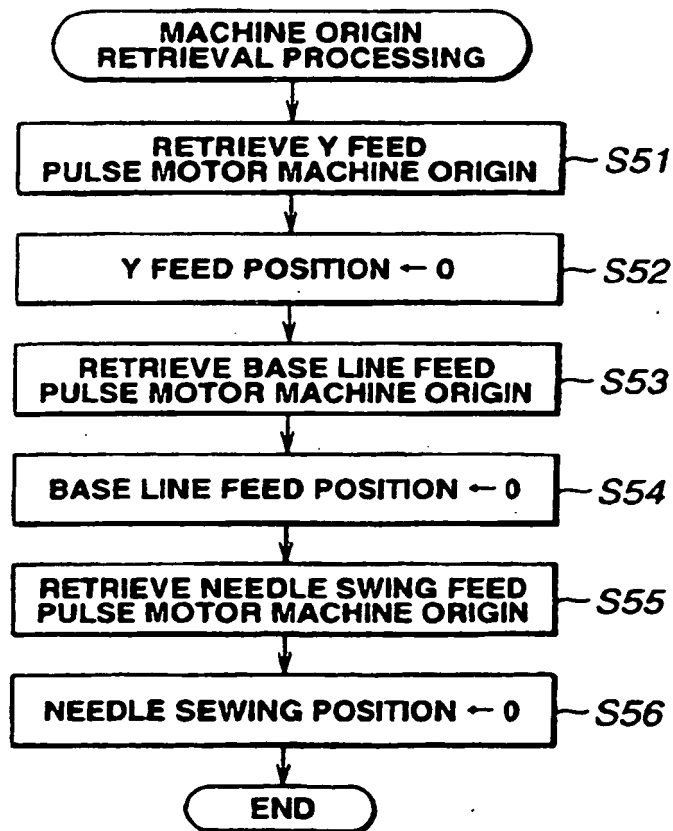 MACHINE ORIGIN
RETRIEVAL PROCESSING
RETRIEVE Y FEED
PULSE MOTOR MACHINE ORIGIN
S51
Y FEED POSITION ← 0
S52
RETRIEVE BASE LINE FEED
PULSE MOTOR MACHINE ORIGIN
S53
BASE LINE FEED POSITION ← 0
S54
RETRIEVE NEEDLE SWING FEED
PULSE MOTOR MACHINE ORIGIN
S55
NEEDLE SEWING POSITION ← 0
S56
END